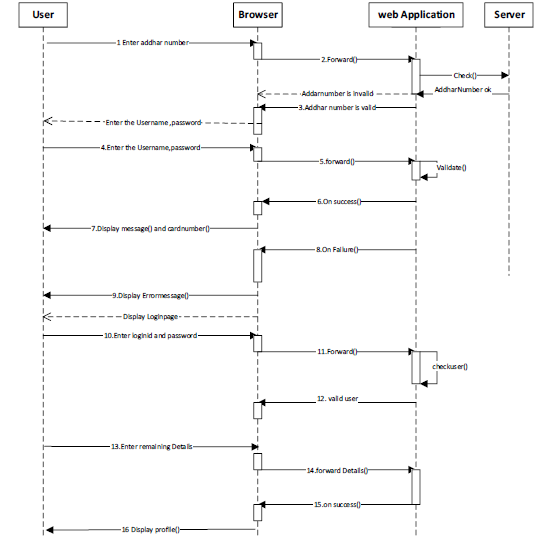 User
Browser
web Application
Server
1 Enter addhar number
2.Forward()
Check()
AddharNumber ok
Addarnumber is invalid
3.Addhar number is valid
Enter the Username,password
4.Enter the Username,password
5.forward()
Validate()
6.On success()
7.Display message() and cardnumber()
8.On Failure()
9.Display Errormessage()
Display Loginpage
10.Enter loginid and password
11.Forward()
checkuser()
12. valid user
13.Enter remaining Details
14.forward Details()
15.on success()
16 Display profile()